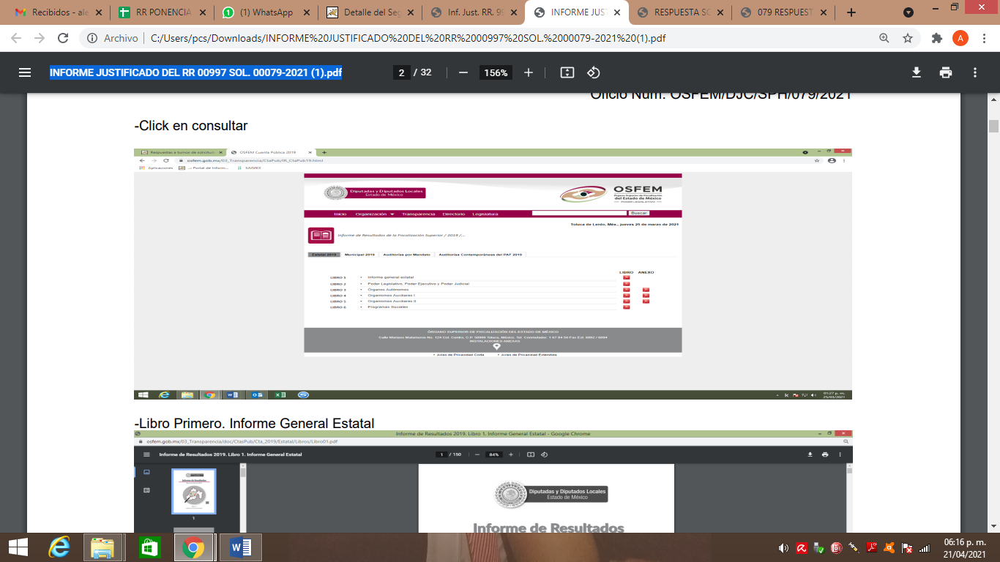 Recibidos - ale
RR PONENCIA
(1) WhatsApp
Detalle del Seg
Inf. Just. RR. 99
INFORME JUST
RESPUESTA SO
079 RESPUEST
Archivo
C:/Users/pcs/Downloads/INFORME%20JUSTIFICADO%20DEL%20RR%2000997%20SOL.%2000079-2021%20(1).pdf
A
INFORME JUSTIFICADO DEL RR 00997 SOL. 00079-2021 (1).pdf
2 / 32
156%
Oficio Núm. OSFEM/DJC/SPH/079/2021
-Click en consultar
Respuestas a turnos de solicitud
OSFEM Cuenta Pública 2019
osfem.gob.mx/03_Transparencia/CtaPub/IR_CtaPub19.html
Aplicaciones
..:: Portal de Inform...
SAIMEX
Diputadas y Diputados Locales
Estado de México
OSFEM
Órgano Superior de Fiscalización
del Estado de México
PODER LEGISLATIVO
Inicio Organización Transparencia Directorio Legislatura Buscar
Toluca de Lerdo, Méx., jueves 25 de marzo de 2021
Informe de Resultados de la Fiscalización Superior / 2019 /...
Estatal 2019 Municipal 2019 Auditorías por Mandato Auditorías Contemporáneas del PAF 2019
LIBRO ANEXO
LIBRO 1 • Informe general estatal
LIBRO 2 • Poder Legislativo, Poder Ejecutivo y Poder Judicial
LIBRO 3 • Órganos Autónomos
LIBRO 4 • Organismos Auxiliares I
LIBRO 5 • Organismos Auxiliares II
LIBRO 6 • Programas Sociales
ÓRGANO SUPERIOR DE FISCALIZACIÓN DEL ESTADO DE MÉXICO
Calle Mariano Matamoros No. 124 Col. Centro, C.P. 50000 Toluca, México. Tel. Conmutador: 1 67 84 50 Fax Ext. 6892 / 6894
INSTALACIONES ANEXAS
• Aviso de Privacidad Corta • Aviso de Privacidad Extendida
01:27 p. m.
25/03/2021
-Libro Primero. Informe General Estatal
Informe de Resultados 2019. Libro 1. Informe General Estatal - Google Chrome
osfem.gob.mx/03_Transparencia/doc/CtasPub/Cta_2019/Estatal/Libros/Libro01.pdf
Informe de Resultados 2019. Libro 1. Informe General Estatal
1 / 150
84%
Informe de Resultados
1
Diputadas y Diputados Locales
Estado de México
Informe de Resultados
06:16 p. m.
21/04/2021